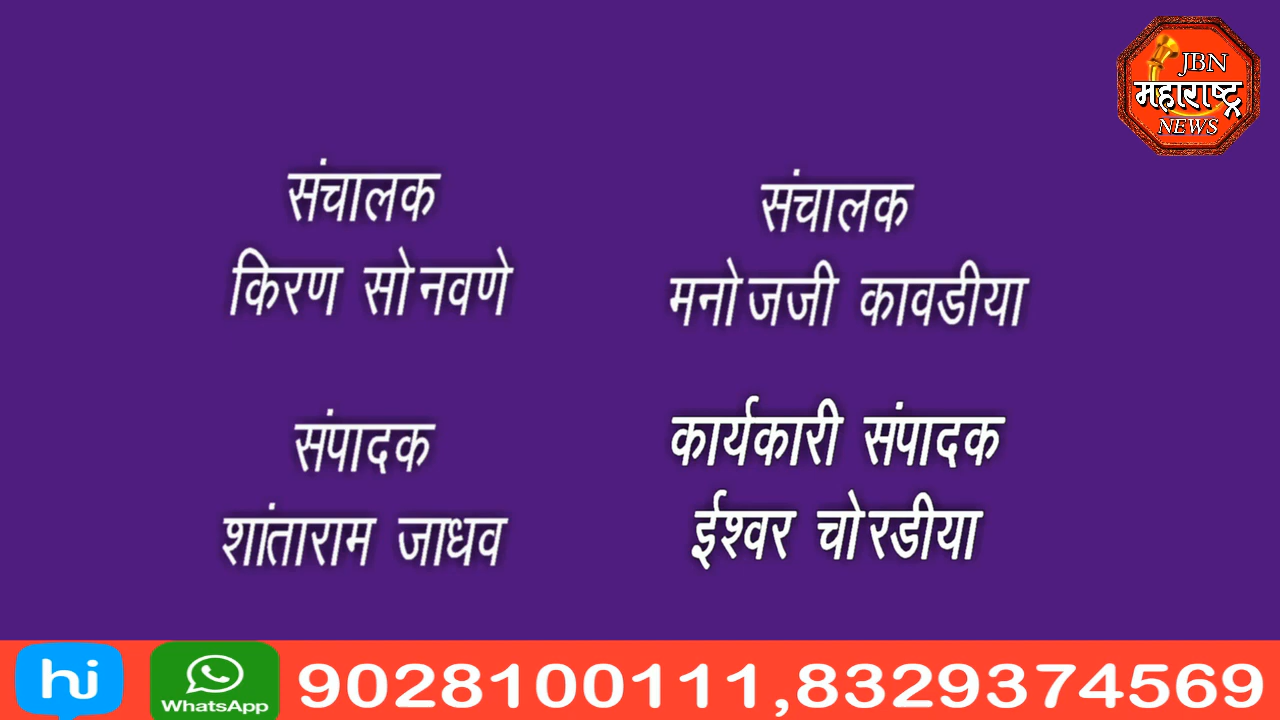 JBN
महाराष्ट्र
NEWS
संचालक
किरण सोनवणे
संचालक
मनोजजी कावडीया
संपादक
शांताराम जाधव
कार्यकारी संपादक
ईश्वर चोरडीया
hi
WhatsApp
9028100111,8329374569